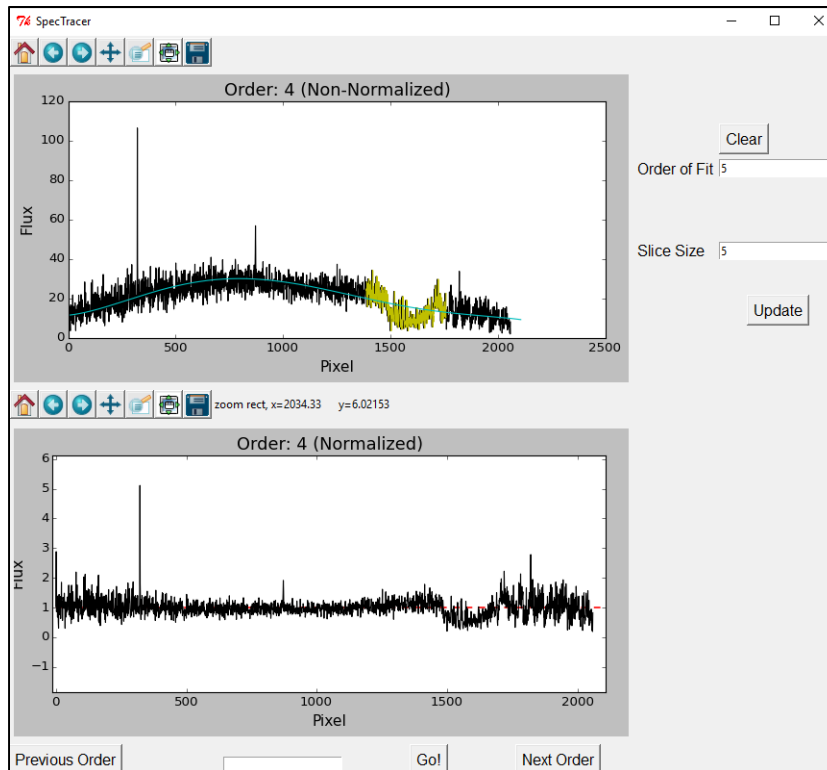 SpecTracer
Order: 4 (Non-Normalized)
120
100
80
60
40
20
0
Flux
0 500 1000 1500 2000 2500
Pixel
Clear
Order of Fit 5
Slice Size 5
Update
zoom rect, x=2034.33 y=6.02153
Order: 4 (Normalized)
6
5
4
3
2
1
0
−1
Flux
0 500 1000 1500 2000
Pixel
Previous Order Go! Next Order